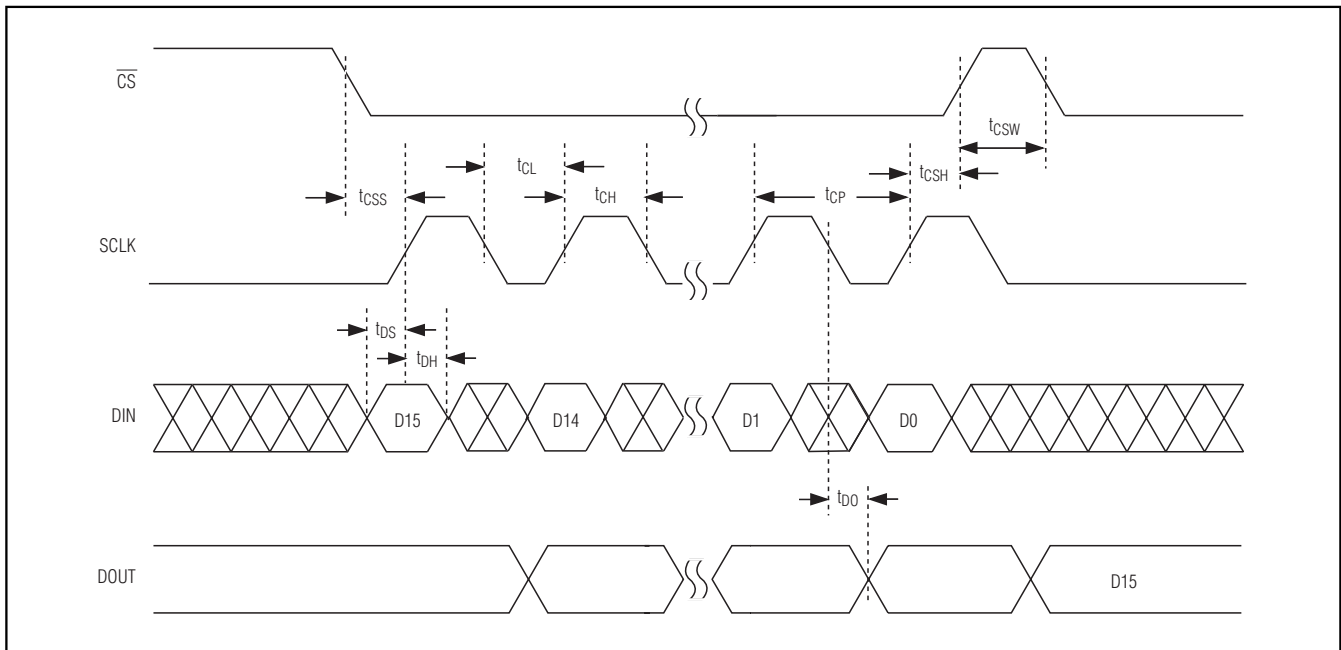 CS
tCSW
tCL
tCSH
tCSS
tCH
tCP
SCLK
tDS
tDH
DIN
D15
D14
D1
D0
tDO
DOUT
D15